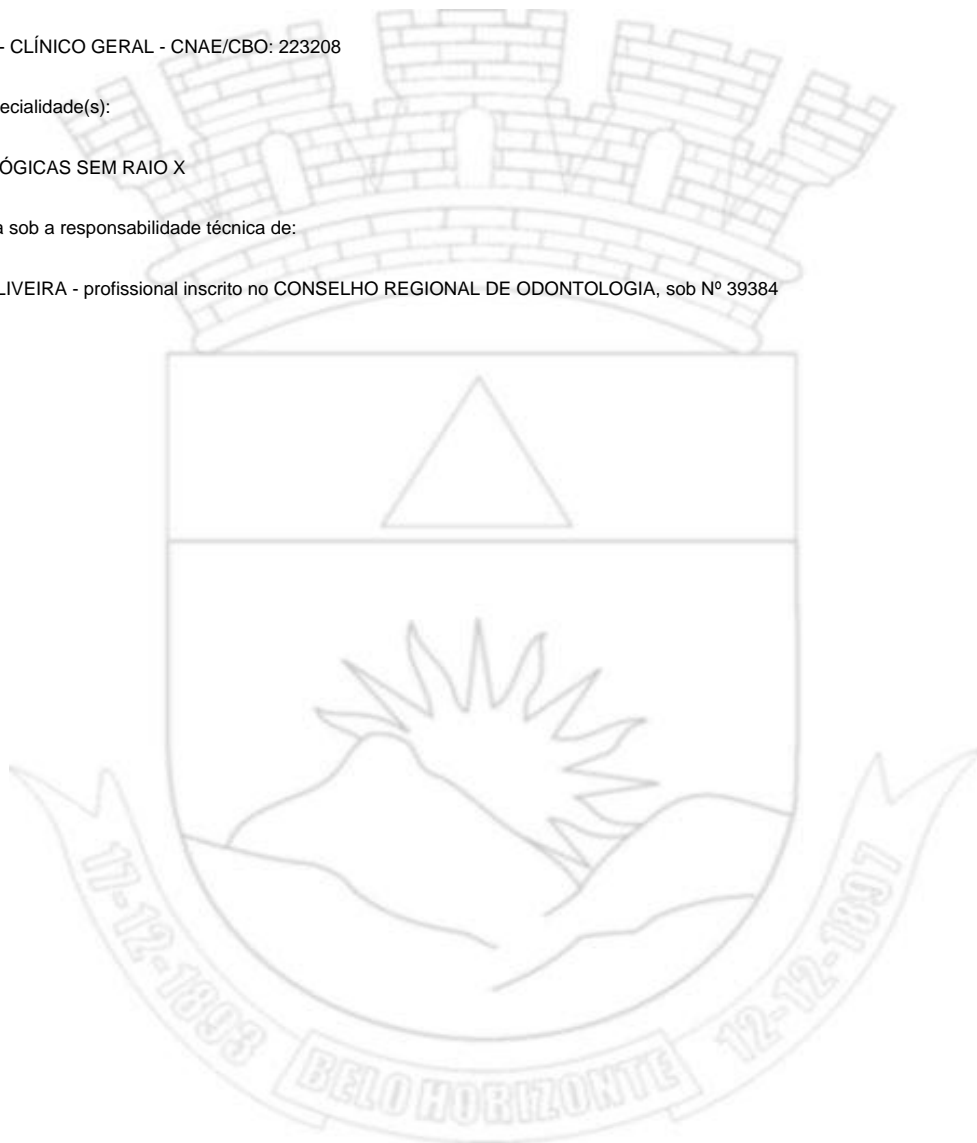 - CLÍNICO GERAL - CNAE/CBO: 223208
ecialidade(s):
ÓGICAS SEM RAIO X
a sob a responsabilidade técnica de:
LIVEIRA - profissional inscrito no CONSELHO REGIONAL DE ODONTOLOGIA, sob Nº 39384
17-12-1893
BELO HORIZONTE
12-12-1897